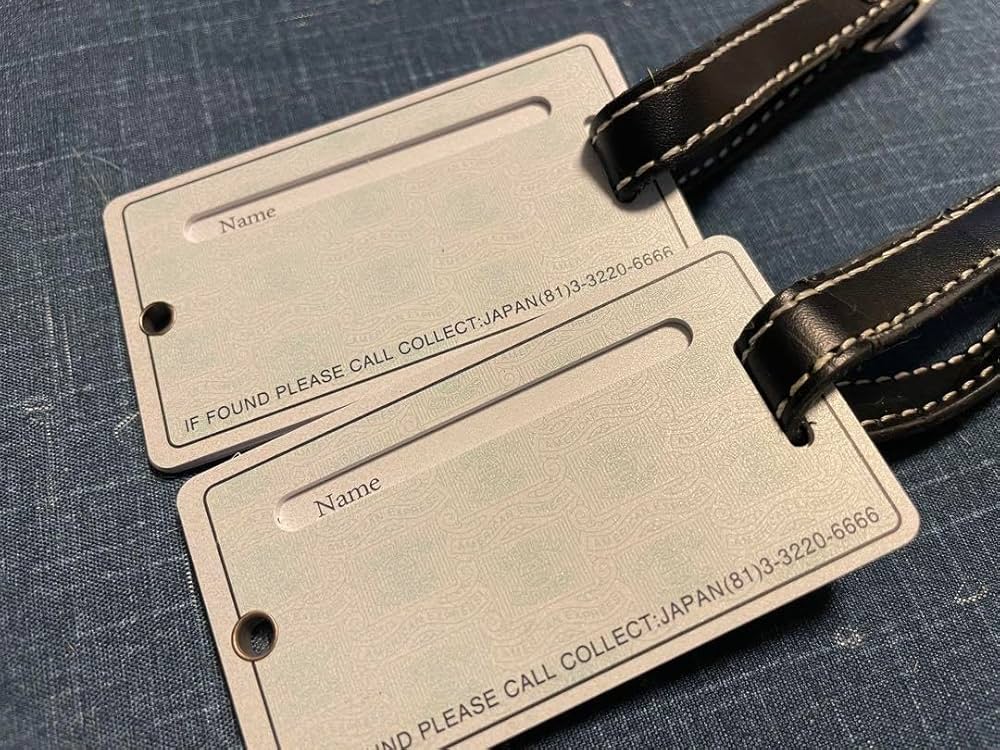 Name
IF FOUND PLEASE CALL COLLECT:JAPAN(81)3-3220-6666
Name
ND PLEASE CALL COLLECT:JAPAN(81)3-3220-6666